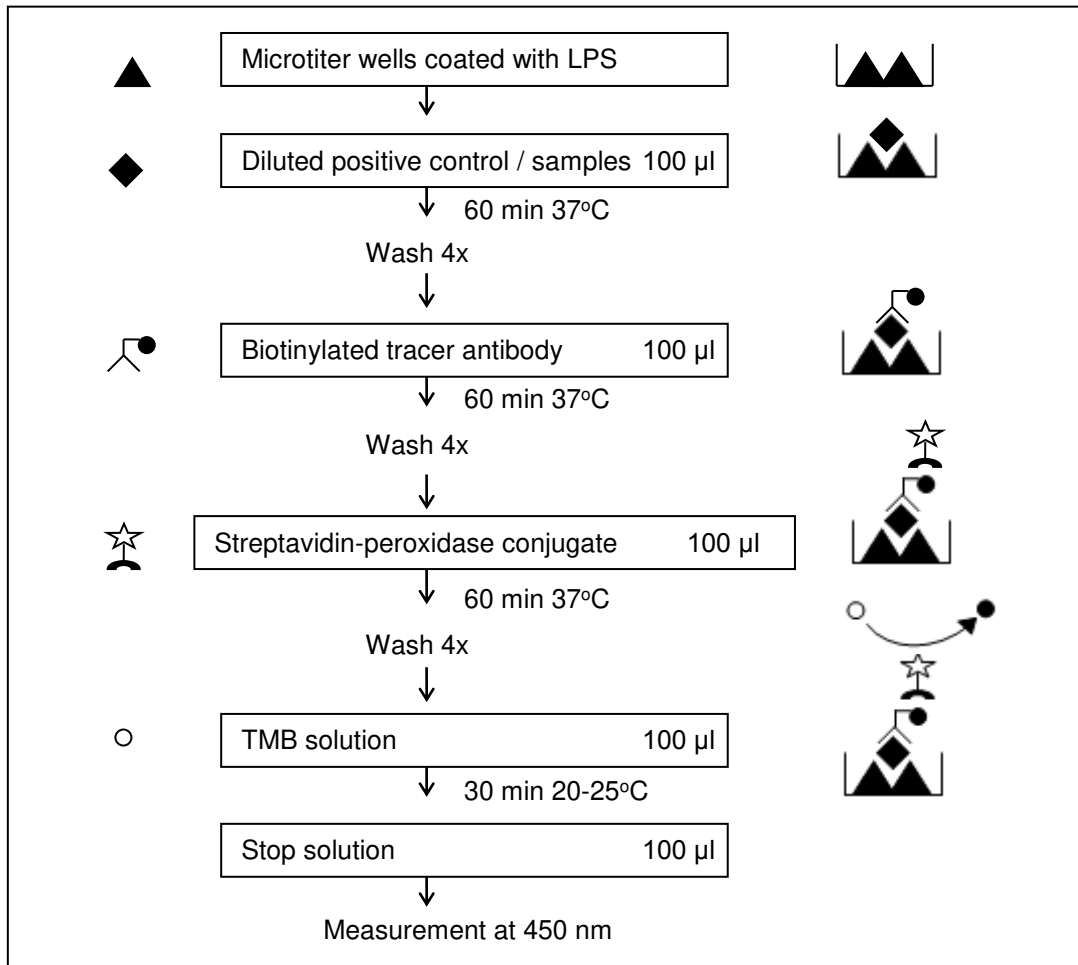 Microtiter wells coated with LPS
Diluted positive control / samples 100 µl
60 min 37°C
Wash 4x
Biotinylated tracer antibody 100 µl
60 min 37°C
Wash 4x
Streptavidin-peroxidase conjugate 100 µl
60 min 37°C
Wash 4x
TMB solution 100 µl
30 min 20-25°C
Stop solution 100 µl
Measurement at 450 nm